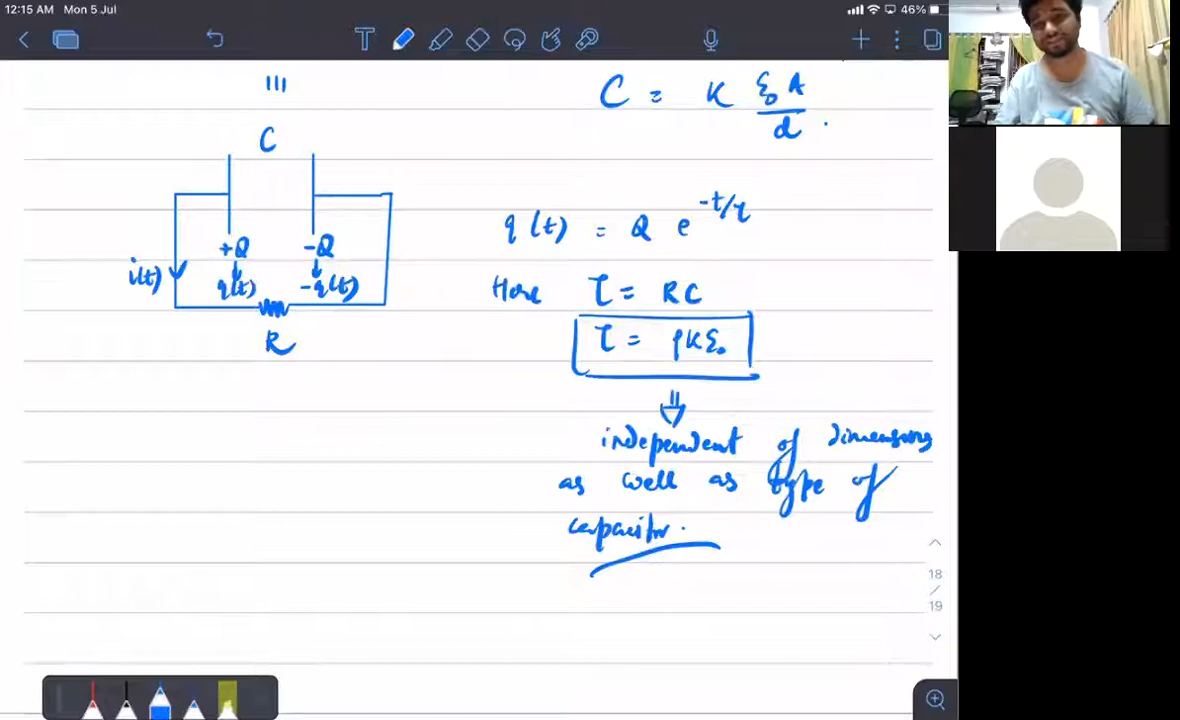 12:15 AM Mon 5 Jul
46%
T
III
C = K ε₀ A / d .
C
q(t) = Q e^-t/τ
+Q -Q
i(t) q(t) -q(t)
Here τ = RC
R
τ = ρKε₀
independent of dimensions
as well as type of
capacitor.
18
/
19